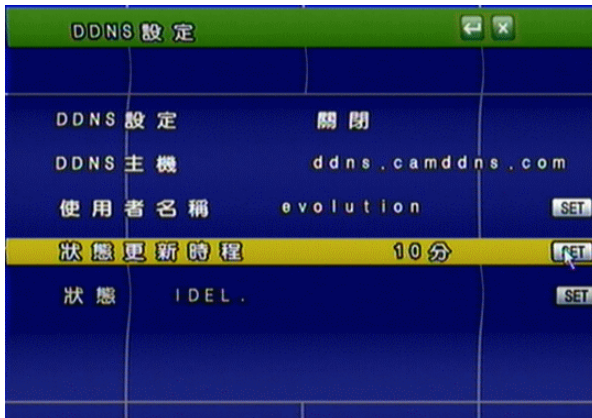 DDNS設定
DDNS設定 關閉
DDNS主機 ddns.camddns.com
使用者名稱 evolution SET
狀態更新時程 10分 SET
狀態 IDEL. SET